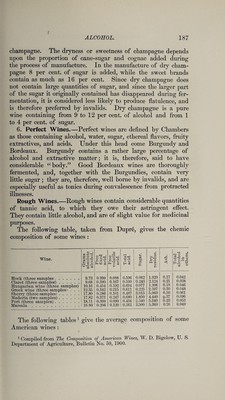 ALCOHOL. 187
champagne. The dryness or sweetness of champagne depends
upon the proportion of cane-sugar and cognac added during
the process of manufacture. In the manufacture of dry cham-
pagne 8 per cent. of sugar is added, while the sweet brands
contain as much as 16 per cent. Since dry champagne does
not contain large quantities of sugar, and since the larger part
of the sugar it originally contained has disappeared during fer-
mentation, it is considered less likely to produce flatulence, and
is therefore preferred by invalids. Dry champagne is a pure
wine containing from 9 to 12 per cent. of alcohol and from 1
to 4 per cent. of sugar.
6. Perfect Wines.—Perfect wines are defined by Chambers
as those containing alcohol, water, sugar, ethereal flavors, fruity
extractives, and acids. Under this head come Burgundy and
Bordeaux. Burgundy contains a rather large percentage of
alcohol and extractive matter; it is, therefore, said to have
considerable “body.” Good Bordeaux wines are thoroughly
fermented, and, together with the Burgundies, contain very
little sugar; they are, therefore, well borne by invalids, and are
especially useful as tonics during convalescence from protracted
illnesses.
Rough Wines.—Rough wines contain considerable quantities
of tannic acid, to which they owe their astringent effect.
They contain little alcohol, and are of slight value for medicinal
purposes.
The following table, taken from Dupré, gives the chemic
composition of some wines:
Wine.
Sugar.
Ash.
Hock (three samples)
Claret (three samples)
Hungarian wine (three samples)
Greek wine (three samples)
Sherry (three samples)
Madeira (two samples)
Port (three samples)
Marsala
The following tables¹ give the average composition of some
American wines:
¹ Compiled from The Composition of American Wines, W. D. Bigelow, U. S.
Department of Agriculture, Bulletin No. 59, 1900.